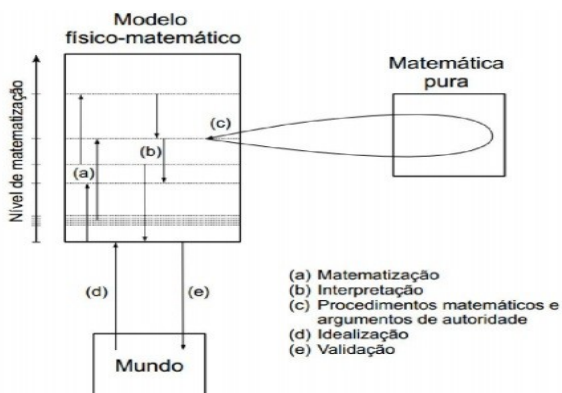 Modelo
físico-matemático
Matemática
pura
Nível de matematização
(c)
(b)
(a)
(d)
(e)
Mundo
(a) Matematização
(b) Interpretação
(c) Procedimentos matemáticos e
argumentos de autoridade
(d) Idealização
(e) Validação